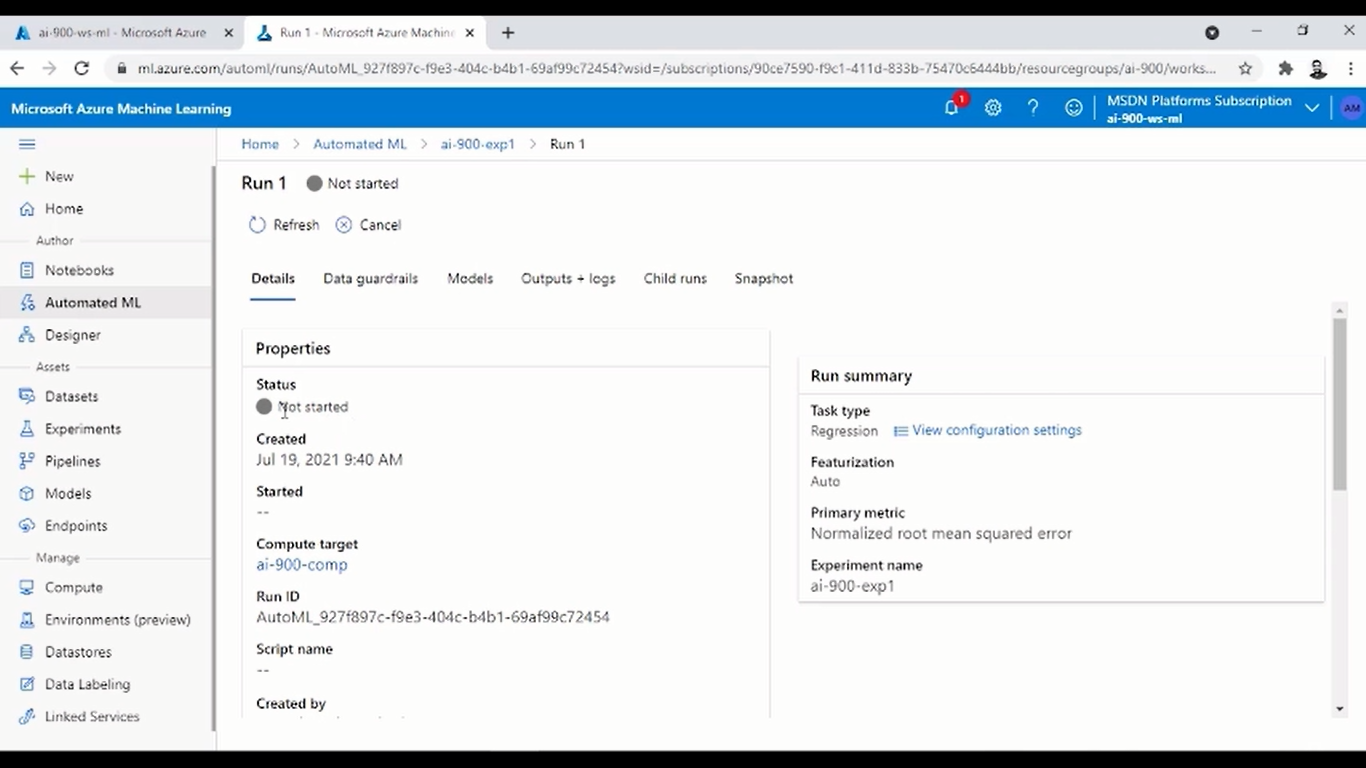 ai-900-ws-ml - Microsoft Azure
Run 1 - Microsoft Azure Machine
ml.azure.com/automl/runs/AutoML_927f897c-f9e3-404c-b4b1-69af99c72454?wsid=/subscriptions/90ce7590-f9c1-411d-833b-75470c6444bb/resourcegroups/ai-900/works...
Microsoft Azure Machine Learning
1
MSDN Platforms Subscription
ai-900-ws-ml
AM
New
Home
Author
Notebooks
Automated ML
Designer
Assets
Datasets
Experiments
Pipelines
Models
Endpoints
Manage
Compute
Environments (preview)
Datastores
Data Labeling
Linked Services
Home > Automated ML > ai-900-exp1 > Run 1
Run 1 Not started
Refresh Cancel
Details Data guardrails Models Outputs + logs Child runs Snapshot
Properties
Status
Not started
Created
Jul 19, 2021 9:40 AM
Started
--
Compute target
ai-900-comp
Run ID
AutoML_927f897c-f9e3-404c-b4b1-69af99c72454
Script name
--
Created by
Run summary
Task type
Regression View configuration settings
Featurization
Auto
Primary metric
Normalized root mean squared error
Experiment name
ai-900-exp1